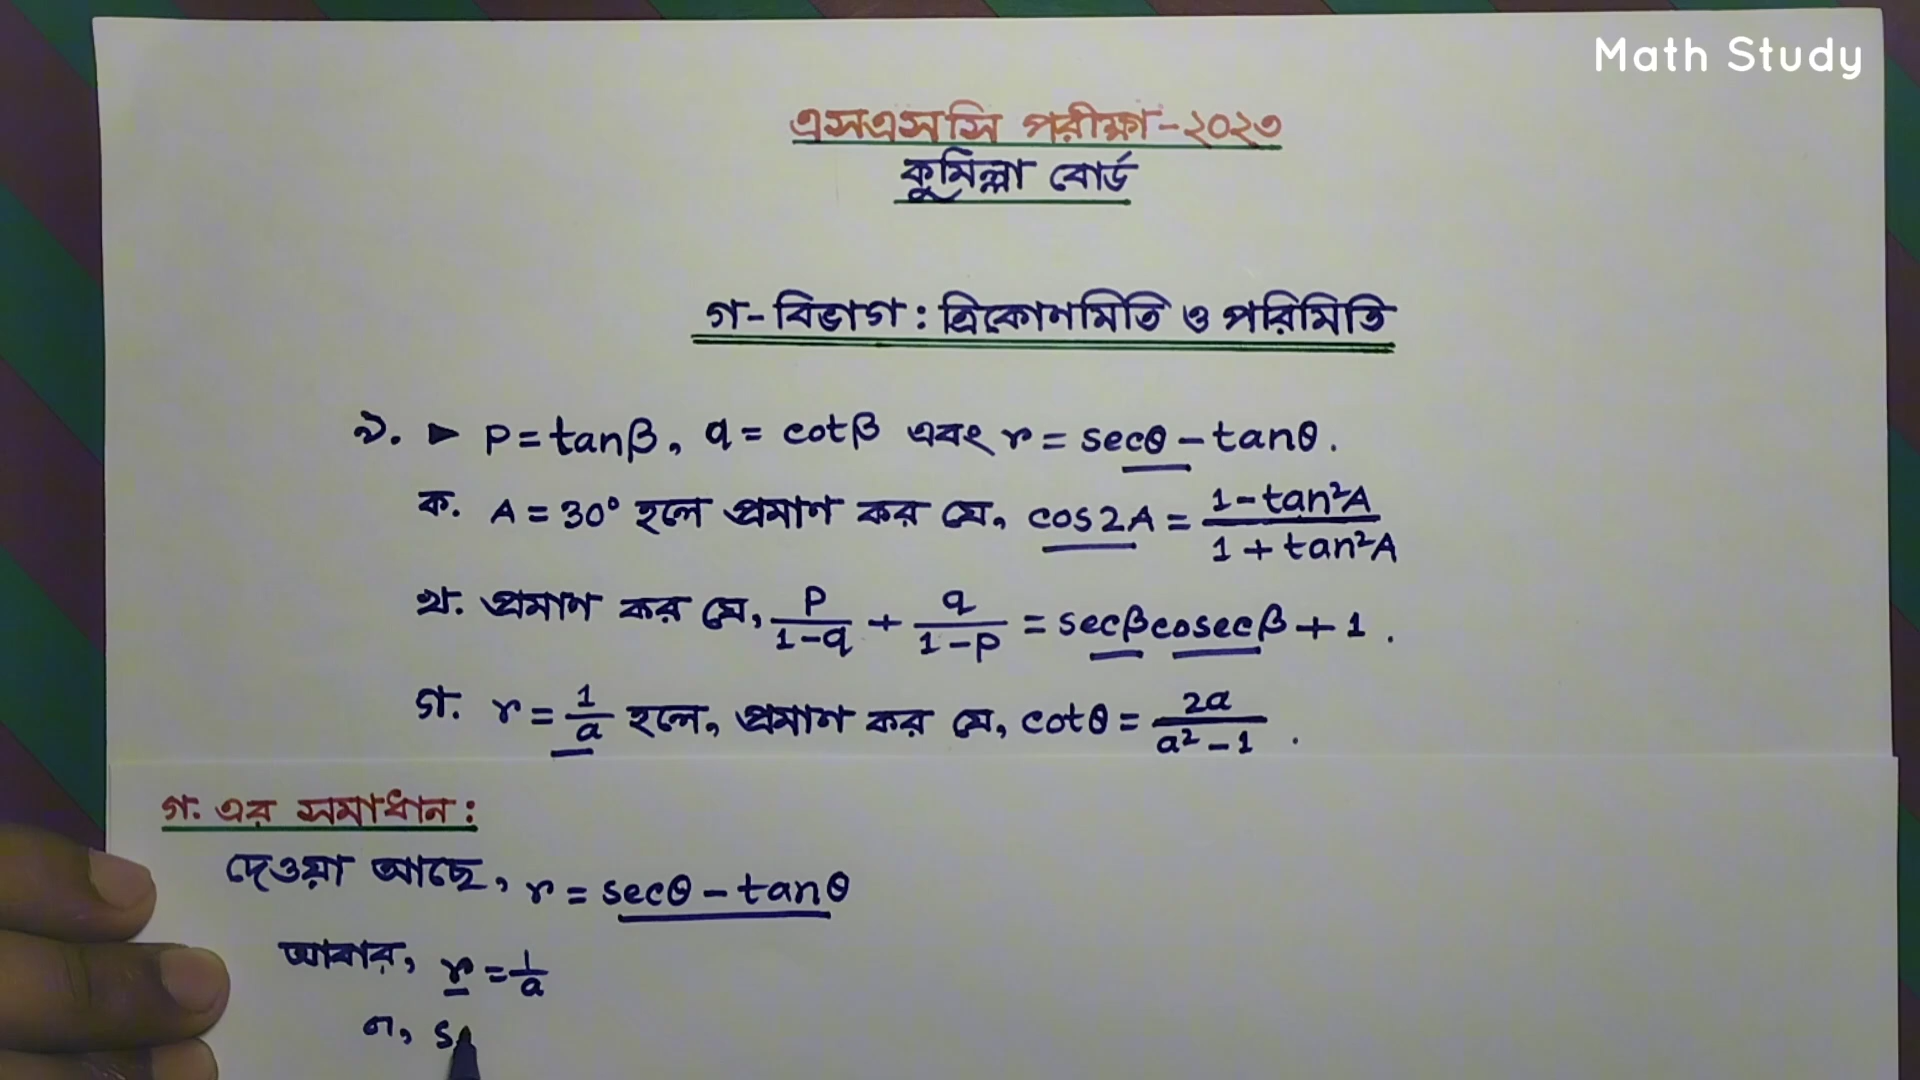 Math Study
এসএসসি পরীক্ষা-২০২৩
কুমিল্লা বোর্ড
গ-বিভাগ : ত্রিকোণমিতি ও পরিমিতি
৯. ► P = tanβ, q = cotβ এবং r = secθ - tanθ.
ক. A = 30° হলে প্রমাণ কর যে, cos2A = (1 - tan²A)/(1 + tan²A)
খ. প্রমাণ কর যে, P/(1-q) + q/(1-P) = secβ cosecβ + 1 .
গ. r = 1/a হলে, প্রমাণ কর যে, cotθ = 2a/(a² - 1) .
গ. এর সমাধান :
দেওয়া আছে, r = secθ - tanθ
আবার, r = 1/a
বা, s